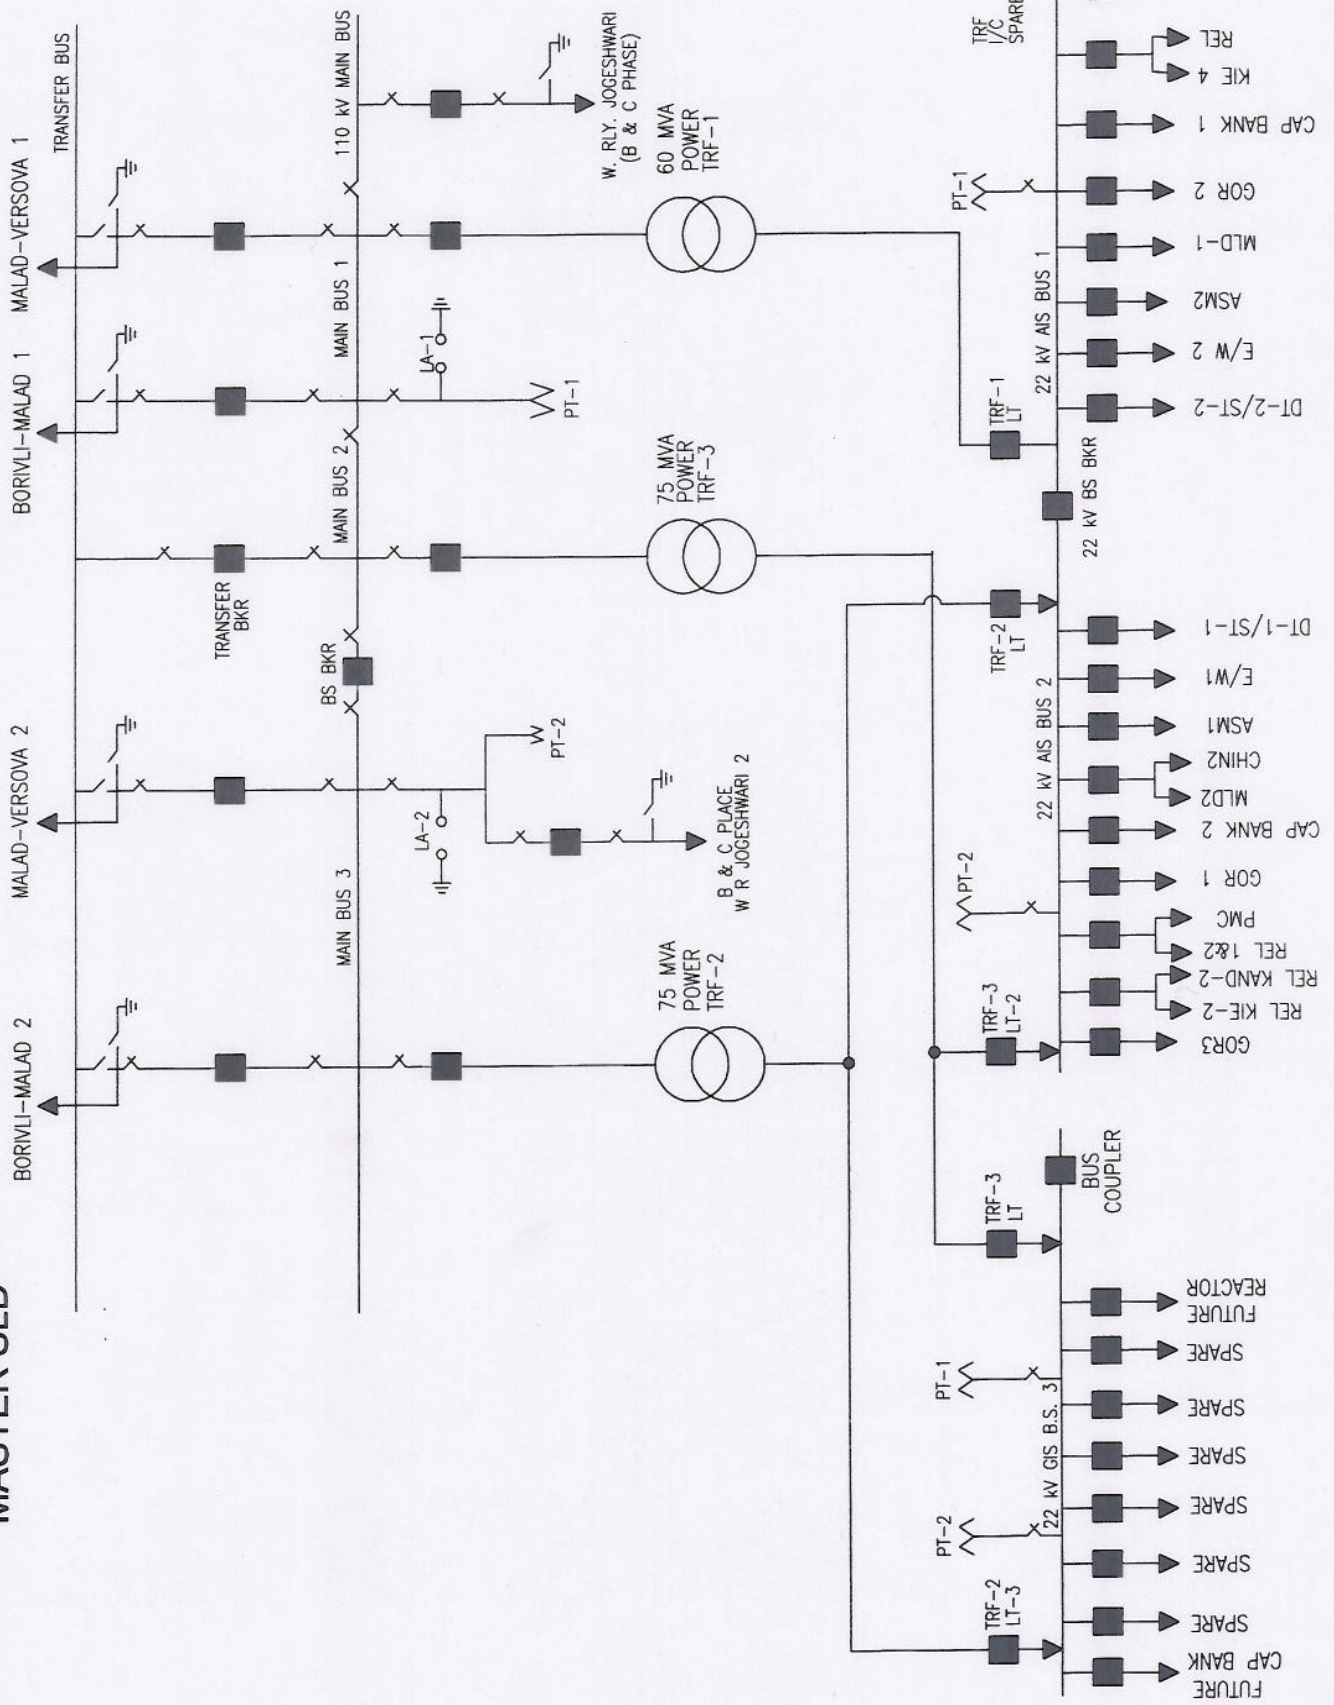 MASTER SLD
BORIVLI-MALAD 2
MALAD-VERSOVA 2
BORIVLI-MALAD 1
MALAD-VERSOVA 1
TRANSFER BUS
TRANSFER
BKR
MAIN BUS 3
BS BKR
MAIN BUS 2
MAIN BUS 1
110 kV MAIN BUS
LA-2
LA-1
PT-2
PT-1
B & C PLACE
W R JOGESHWARI 2
W. RLY. JOGESHWARI
(B & C PHASE)
75 MVA
POWER
TRF-2
75 MVA
POWER
TRF-3
60 MVA
POWER
TRF-1
TRF-2
LT-3
PT-2
PT-1
TRF-3
LT
TRF-3
LT-2
PT-2
TRF-2
LT
TRF-1
LT
PT-1
TRF
I/C
SPARE
22 kV GIS B.S. 3
BUS
COUPLER
22 kV AIS BUS 2
22 kV BS BKR
22 kV AIS BUS 1
FUTURE
CAP BANK
SPARE
SPARE
SPARE
SPARE
SPARE
SPARE
FUTURE
REACTOR
GOR3
REL KIE-2
REL KAND-2
REL 1&2
PMC
GOR 1
CAP BANK 2
MLD2
CHIN2
ASM1
E/W1
DT-1/ST-1
DT-2/ST-2
E/W 2
ASM2
MLD-1
GOR 2
CAP BANK 1
KIE 4
REL